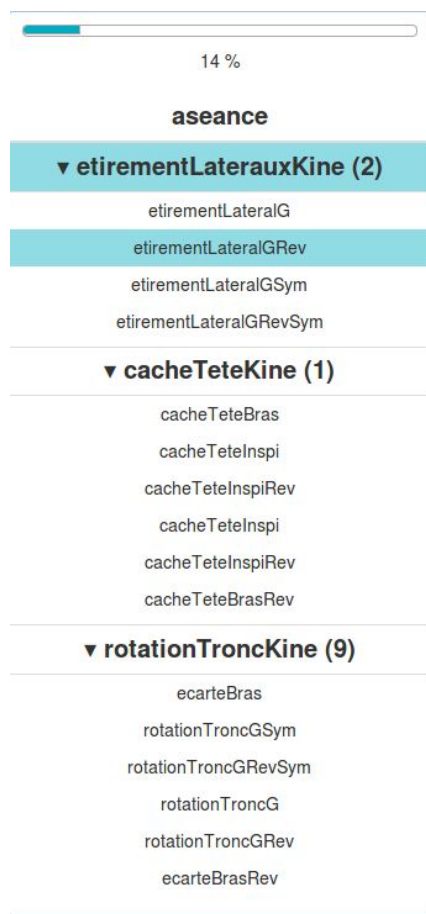 14 %
aseance
▾ etirementLaterauxKine (2)
etirementLateralG
etirementLateralGRev
etirementLateralGSym
etirementLateralGRevSym
▾ cacheTeteKine (1)
cacheTeteBras
cacheTeteInspi
cacheTeteInspiRev
cacheTeteInspi
cacheTeteInspiRev
cacheTeteBrasRev
▾ rotationTroncKine (9)
ecarteBras
rotationTroncGSym
rotationTroncGRevSym
rotationTroncG
rotationTroncGRev
ecarteBrasRev